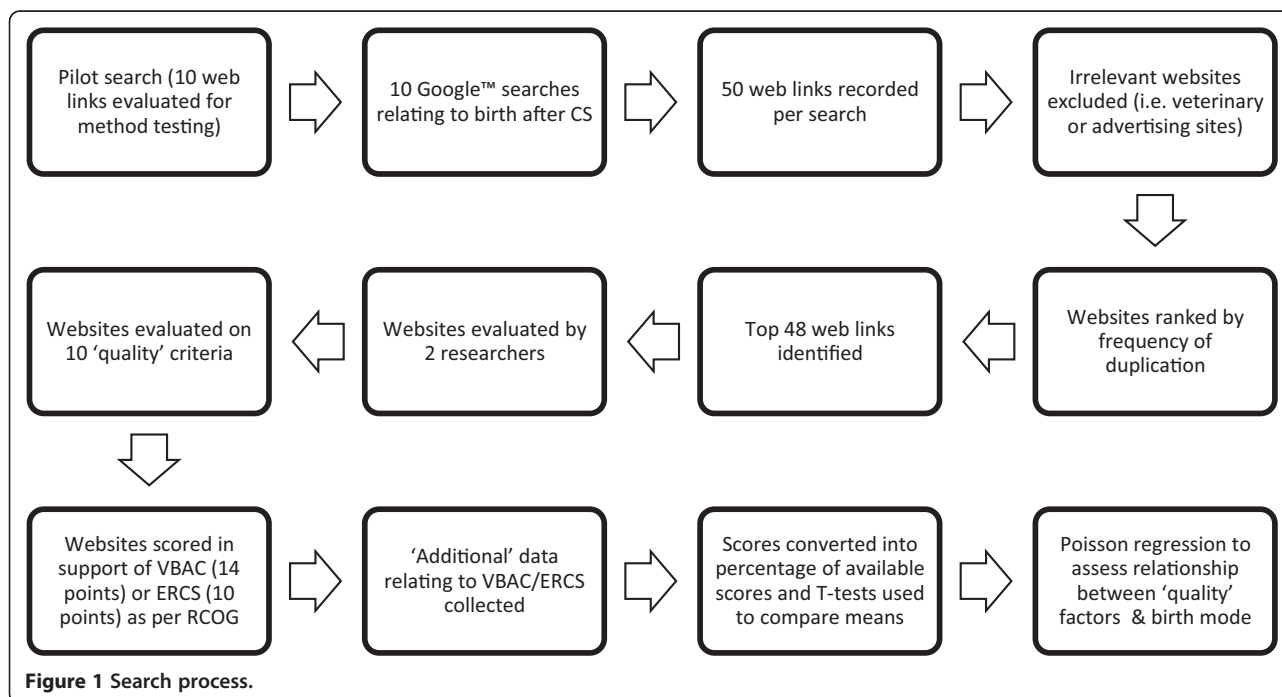 Pilot search (10 web
links evaluated for
method testing)
10 Google™ searches
relating to birth after CS
50 web links recorded
per search
Irrelevant websites
excluded (i.e. veterinary
or advertising sites)
Websites ranked by
frequency of
duplication
Top 48 web links
identified
Websites evaluated by
2 researchers
Websites evaluated on
10 ‘quality’ criteria
Websites scored in
support of VBAC (14
points) or ERCS (10
points) as per RCOG
‘Additional’ data
relating to VBAC/ERCS
collected
Scores converted into
percentage of available
scores and T-tests used
to compare means
Poisson regression to
assess relationship
between ‘quality’
factors & birth mode
Figure 1 Search process.